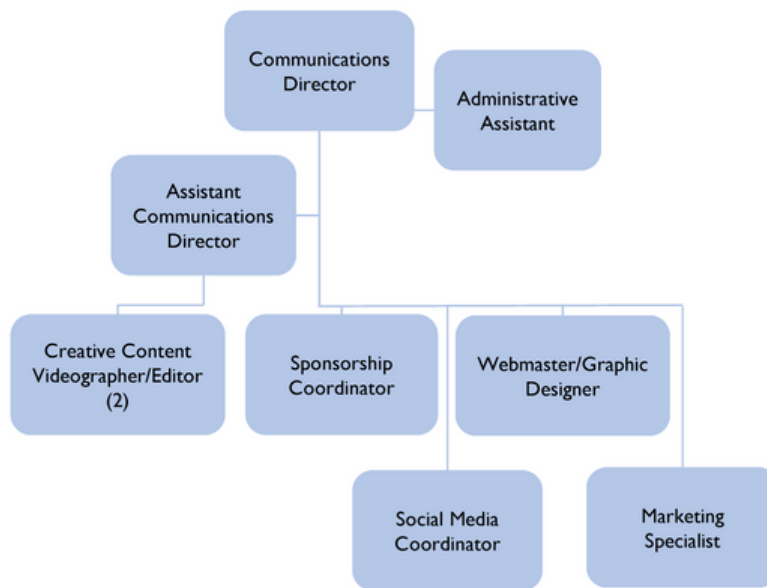 Communications
Director
Administrative
Assistant
Assistant
Communications
Director
Creative Content
Videographer/Editor
(2)
Sponsorship
Coordinator
Webmaster/Graphic
Designer
Social Media
Coordinator
Marketing
Specialist